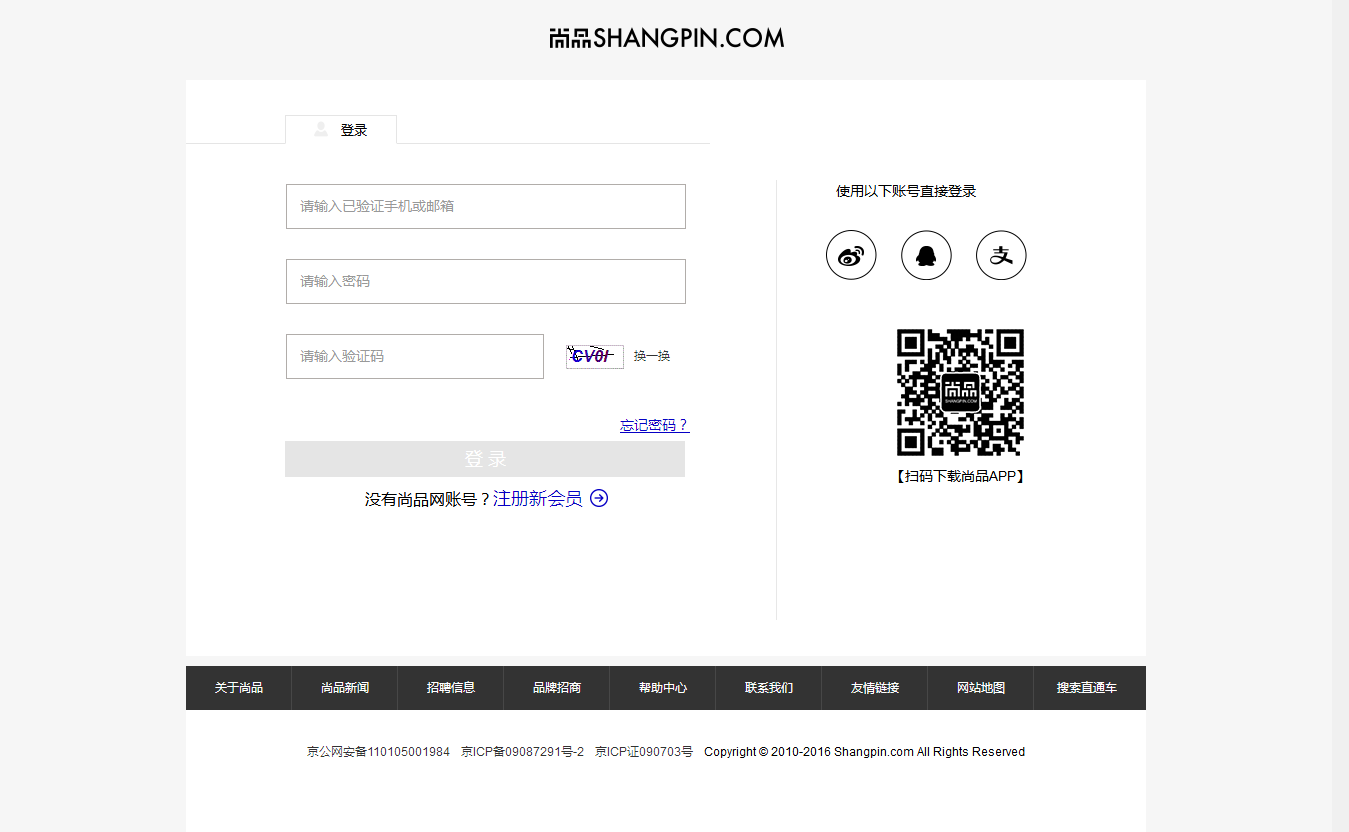 尚品SHANGPIN.COM
登录
请输入已验证手机或邮箱
请输入密码
请输入验证码
换一换
忘记密码？
登 录
没有尚品网账号？注册新会员
使用以下账号直接登录
尚品
SHANGPIN.COM
【扫码下载尚品APP】
关于尚品 尚品新闻 招聘信息 品牌招商 帮助中心 联系我们 友情链接 网站地图 搜索直通车
京公网安备110105001984 京ICP备09087291号-2 京ICP证090703号 Copyright © 2010-2016 Shangpin.com All Rights Reserved